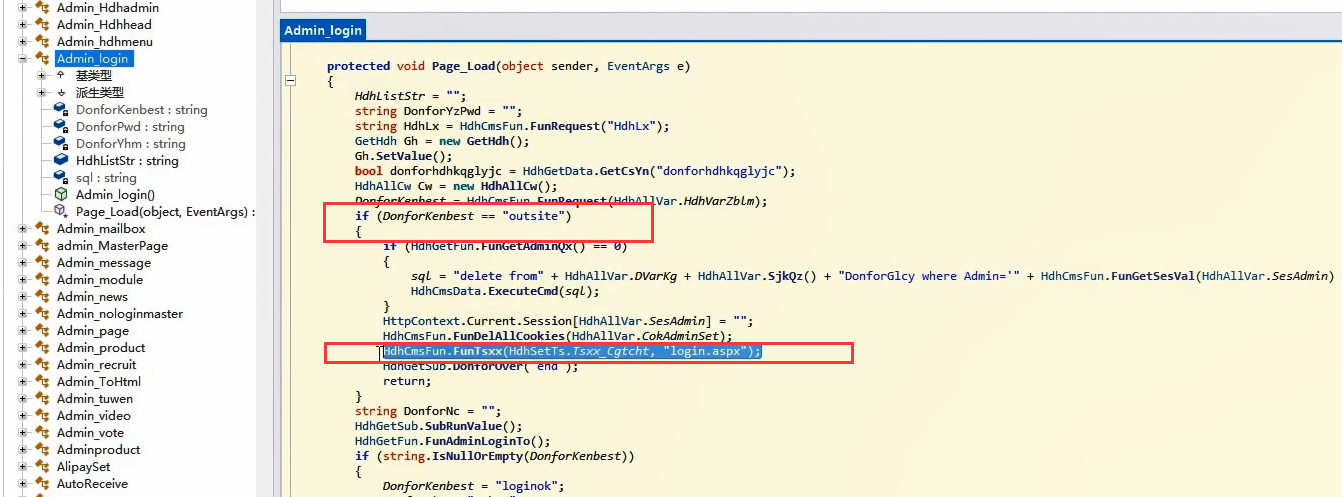 Admin_Hdhadmin
Admin_Hdhhead
Admin_hdhmenu
Admin_login
基类型
派生类型
DonforKenbest : string
DonforPwd : string
DonforYhm : string
HdhListStr : string
sql : string
Admin_login()
Page_Load(object, EventArgs) :
Admin_mailbox
admin_MasterPage
Admin_message
Admin_module
Admin_news
Admin_nologinmaster
Admin_page
Admin_product
Admin_recruit
Admin_ToHtml
Admin_tuwen
Admin_video
Admin_vote
Adminproduct
AlipaySet
AutoReceive
Admin_login
protected void Page_Load(object sender, EventArgs e)
{
HdhListStr = "";
string DonforYzPwd = "";
string HdhLx = HdhCmsFun.FunRequest("HdhLx");
GetHdh Gh = new GetHdh();
Gh.SetValue();
bool donforhdhkqglyjc = HdhGetData.GetCsYn("donforhdhkqglyjc");
HdhAllCw Cw = new HdhAllCw();
DonforKenbest = HdhCmsFun.FunRequest(HdhAllVar.HdhVarZblm);
if (DonforKenbest == "outsite")
{
if (HdhGetFun.FunGetAdminQx() == 0)
{
sql = "delete from" + HdhAllVar.DVarKg + HdhAllVar.SjkQz() + "DonforGlcy where Admin='" + HdhCmsFun.FunGetSesVal(HdhAllVar.SesAdmin)
HdhCmsData.ExecuteCmd(sql);
}
HttpContext.Current.Session[HdhAllVar.SesAdmin] = "";
HdhCmsFun.FunDelAllCookies(HdhAllVar.CokAdminSet);
HdhCmsFun.FunTsxx(HdhSetTs.Tsxx_Cgtcht, "login.aspx");
HdhGetSub.DonforOver("end");
return;
}
string DonforNc = "";
HdhGetSub.SubRunValue();
HdhGetFun.FunAdminLoginTo();
if (string.IsNullOrEmpty(DonforKenbest))
{
DonforKenbest = "loginok";